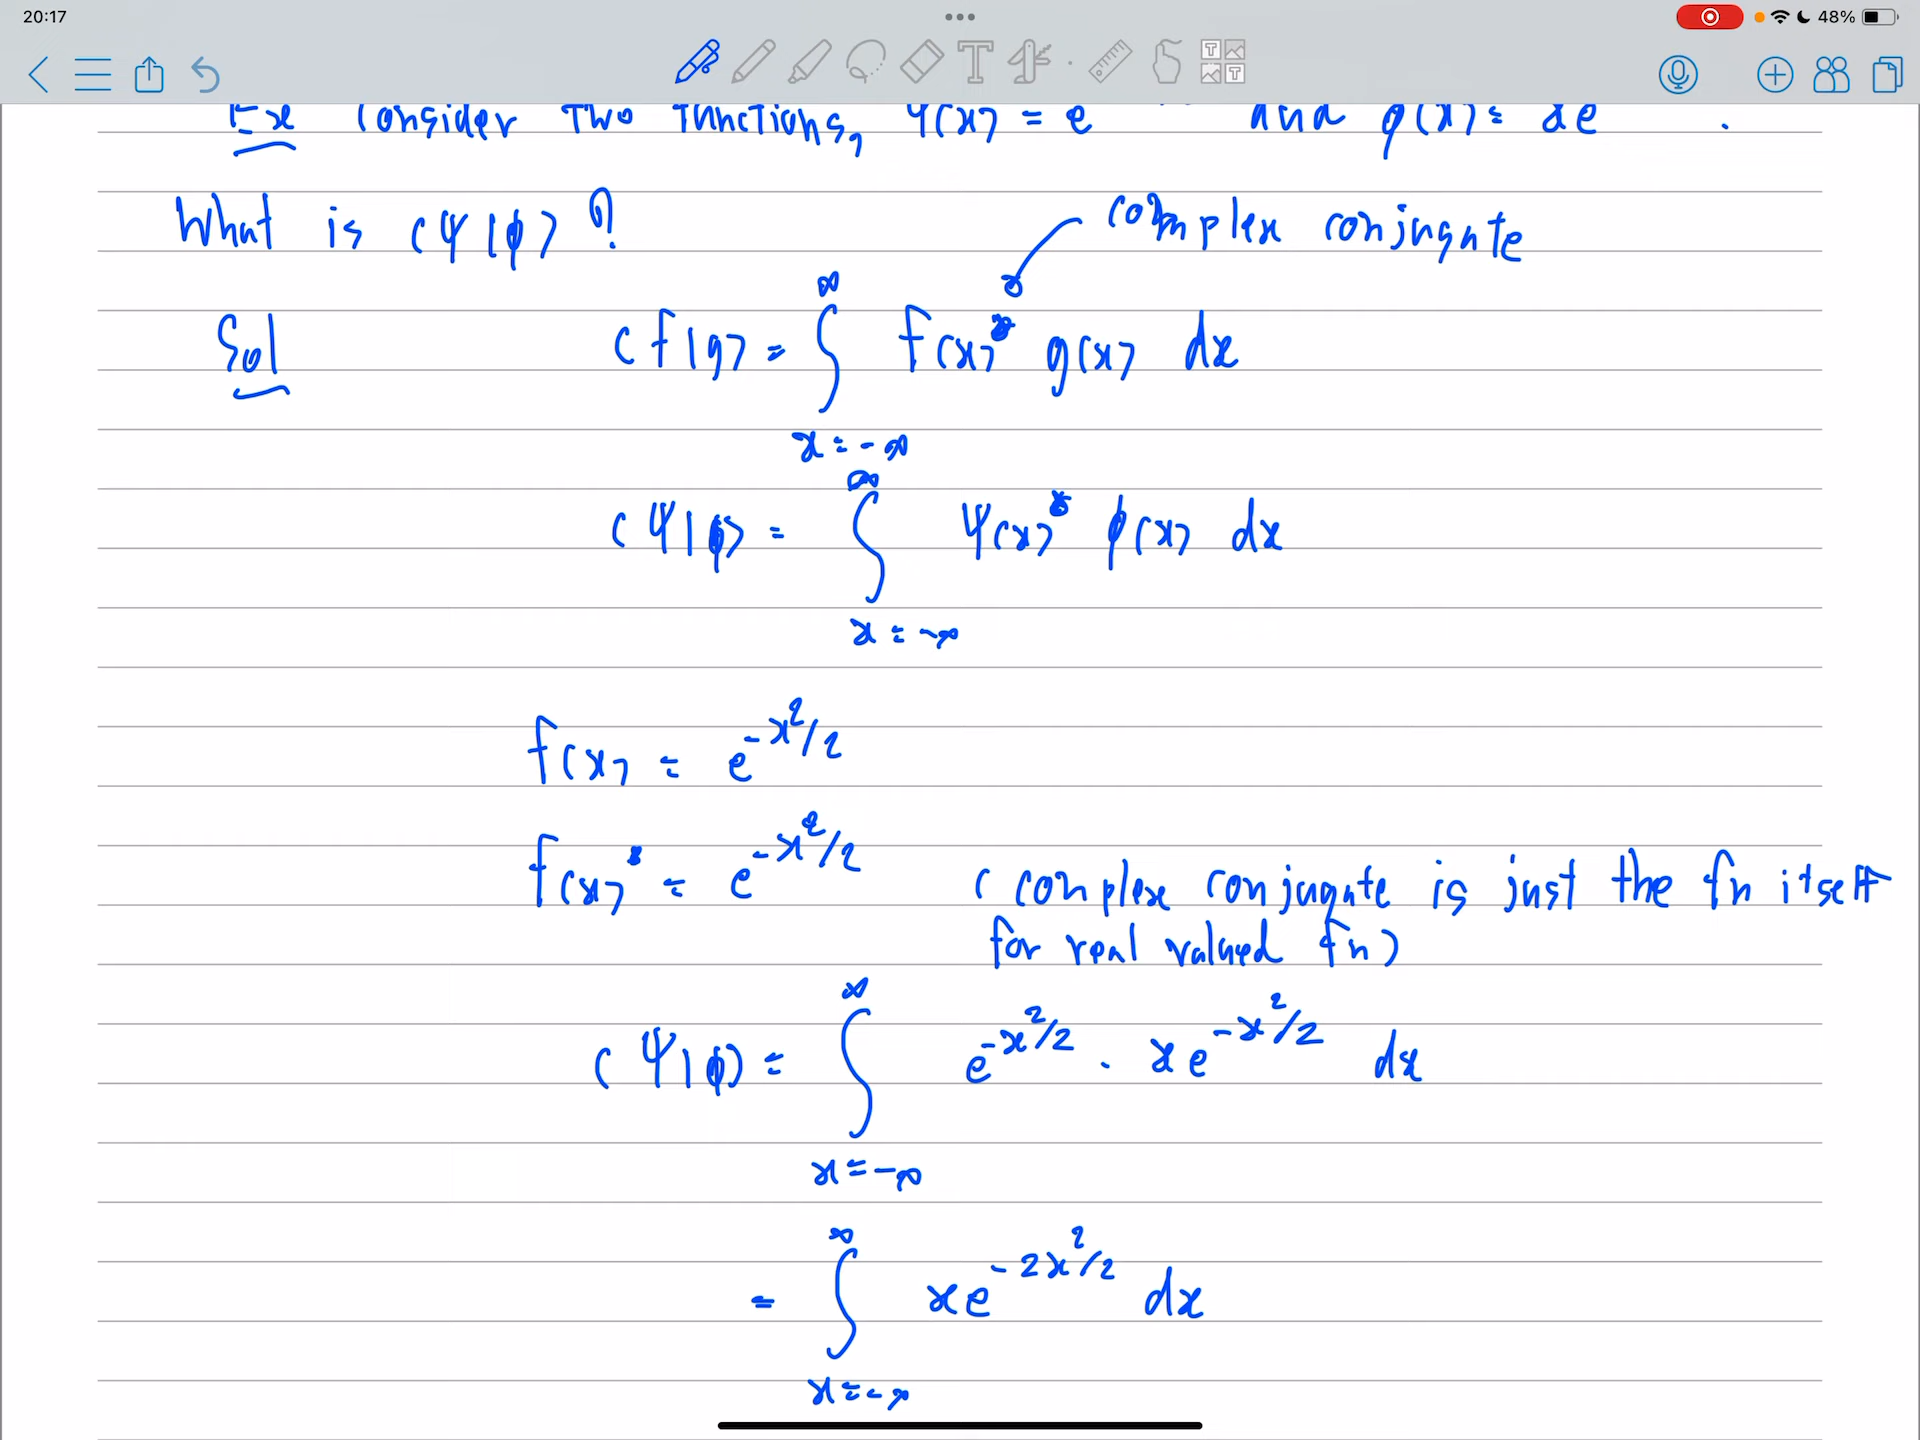 20:17
48%
Ex Consider two functions, Ψ(x) = e and φ(x) = xe .
What is ⟨Ψ|φ⟩ ?
complex conjugate
Sol ⟨f|g⟩ = ∫_{x=-∞}^{∞} f(x)* g(x) dx
⟨Ψ|φ⟩ = ∫_{x=-∞}^{∞} Ψ(x)* φ(x) dx
f(x) = e^{-x²/2}
f(x)* = e^{-x²/2} ( complex conjugate is just the fn itself
for real valued fn)
⟨Ψ|φ⟩ = ∫_{x=-∞}^{∞} e^{-x²/2} . xe^{-x²/2} dx
= ∫_{x=-∞}^{∞} xe^{-2x²/2} dx